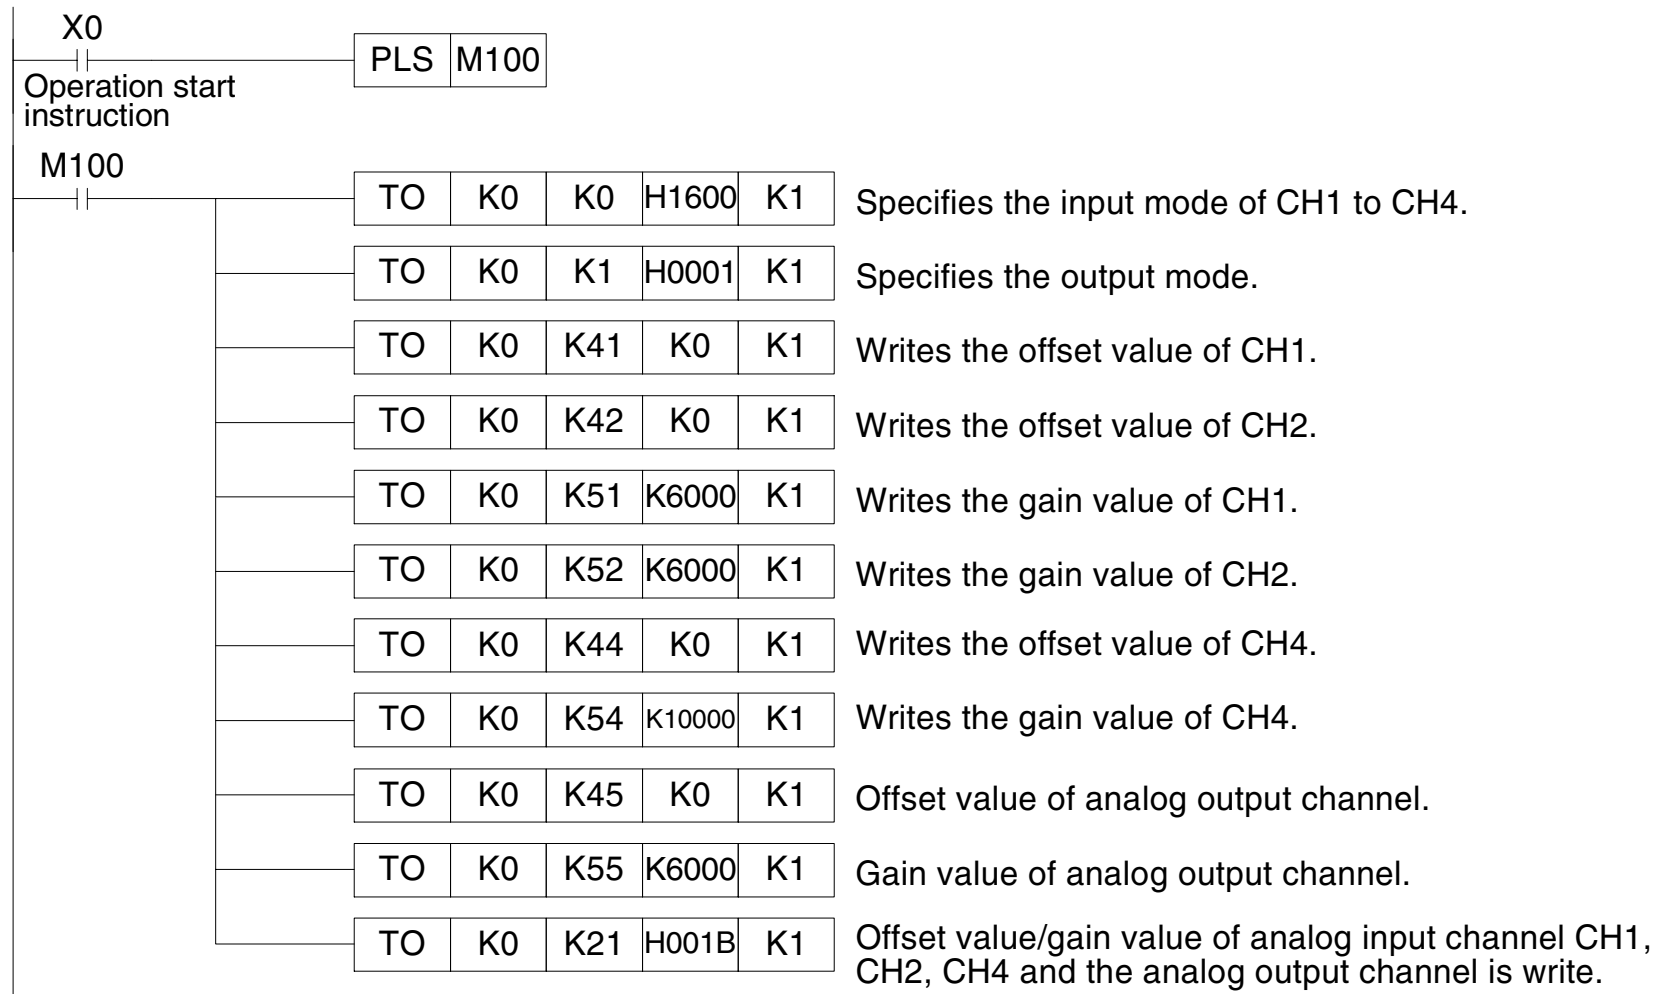 X0
PLS M100
Operation start
instruction
M100
TO K0 K0 H1600 K1 Specifies the input mode of CH1 to CH4.
TO K0 K1 H0001 K1 Specifies the output mode.
TO K0 K41 K0 K1 Writes the offset value of CH1.
TO K0 K42 K0 K1 Writes the offset value of CH2.
TO K0 K51 K6000 K1 Writes the gain value of CH1.
TO K0 K52 K6000 K1 Writes the gain value of CH2.
TO K0 K44 K0 K1 Writes the offset value of CH4.
TO K0 K54 K10000 K1 Writes the gain value of CH4.
TO K0 K45 K0 K1 Offset value of analog output channel.
TO K0 K55 K6000 K1 Gain value of analog output channel.
TO K0 K21 H001B K1 Offset value/gain value of analog input channel CH1,
CH2, CH4 and the analog output channel is write.